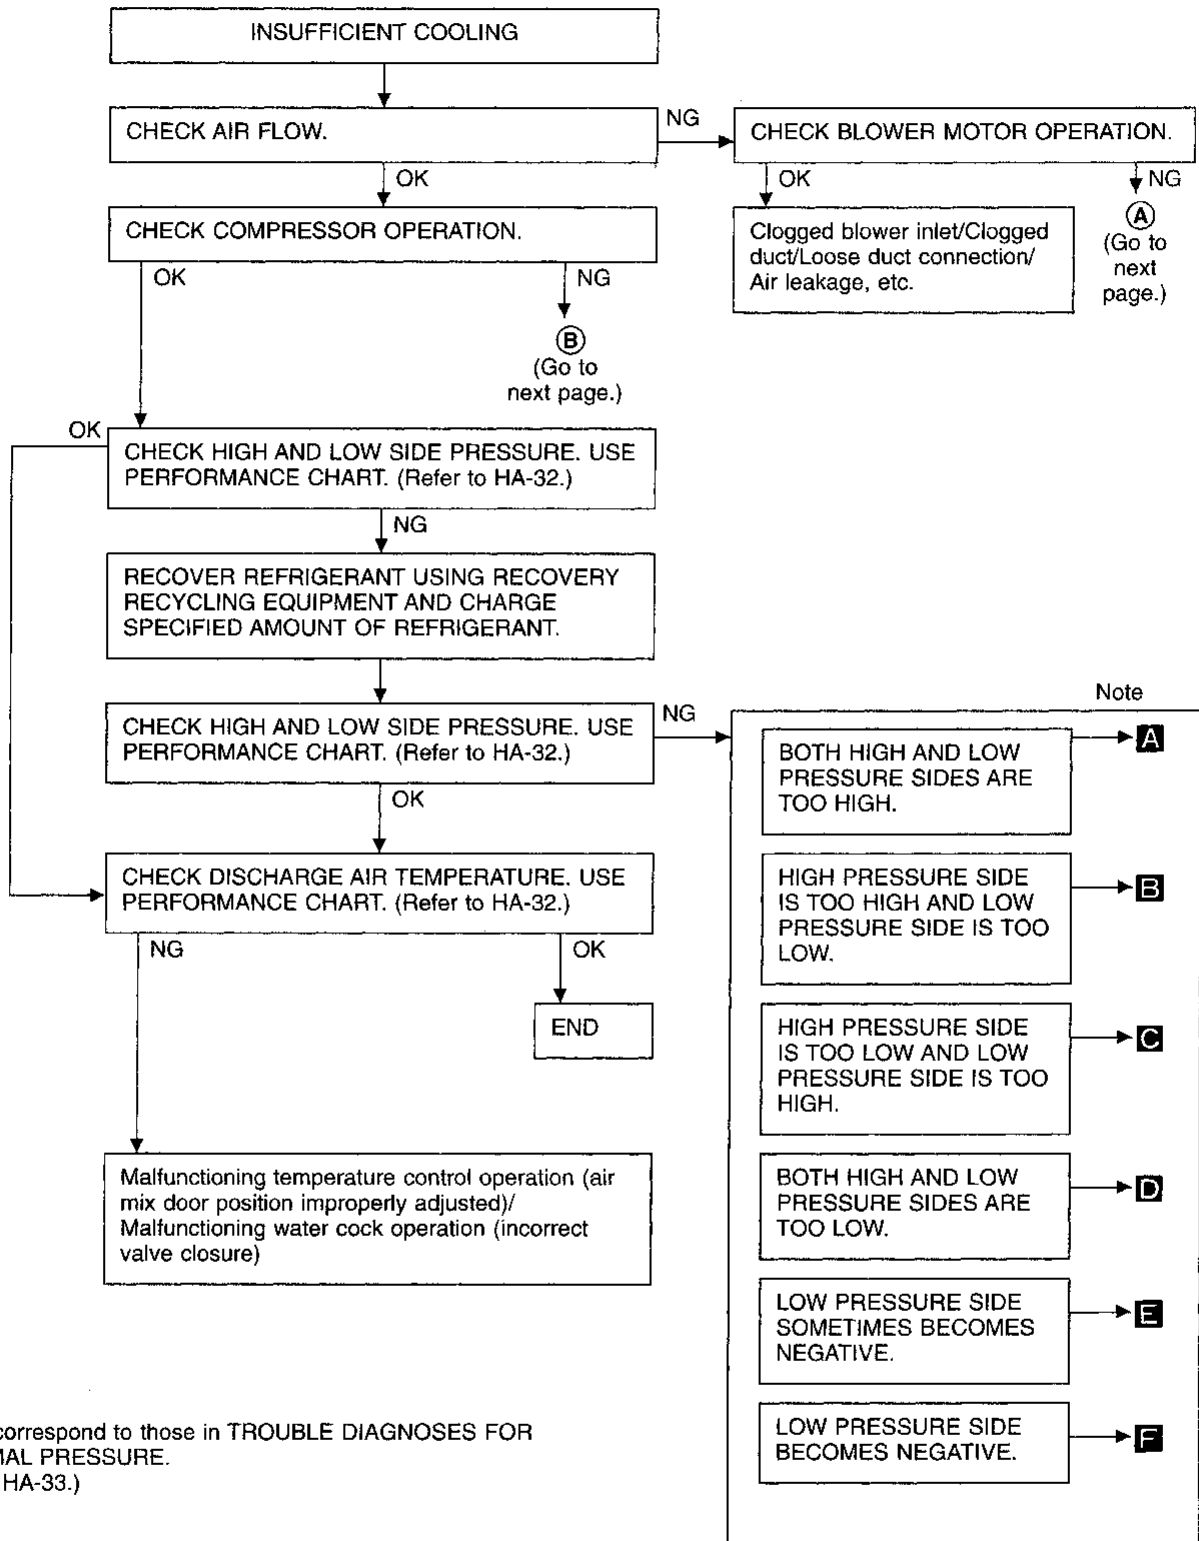 INSUFFICIENT COOLING
CHECK AIR FLOW.
NG
CHECK BLOWER MOTOR OPERATION.
OK
OK
NG
CHECK COMPRESSOR OPERATION.
Clogged blower inlet/Clogged
duct/Loose duct connection/
Air leakage, etc.
A
(Go to
next
page.)
OK
NG
B
(Go to
next page.)
OK
CHECK HIGH AND LOW SIDE PRESSURE. USE
PERFORMANCE CHART. (Refer to HA-32.)
NG
RECOVER REFRIGERANT USING RECOVERY
RECYCLING EQUIPMENT AND CHARGE
SPECIFIED AMOUNT OF REFRIGERANT.
CHECK HIGH AND LOW SIDE PRESSURE. USE
PERFORMANCE CHART. (Refer to HA-32.)
NG
OK
CHECK DISCHARGE AIR TEMPERATURE. USE
PERFORMANCE CHART. (Refer to HA-32.)
NG
OK
END
Malfunctioning temperature control operation (air
mix door position improperly adjusted)/
Malfunctioning water cock operation (incorrect
valve closure)
Note
BOTH HIGH AND LOW
PRESSURE SIDES ARE
TOO HIGH.
A
HIGH PRESSURE SIDE
IS TOO HIGH AND LOW
PRESSURE SIDE IS TOO
LOW.
B
HIGH PRESSURE SIDE
IS TOO LOW AND LOW
PRESSURE SIDE IS TOO
HIGH.
C
BOTH HIGH AND LOW
PRESSURE SIDES ARE
TOO LOW.
D
LOW PRESSURE SIDE
SOMETIMES BECOMES
NEGATIVE.
E
LOW PRESSURE SIDE
BECOMES NEGATIVE.
F
correspond to those in TROUBLE DIAGNOSES FOR
MAL PRESSURE.
HA-33.)